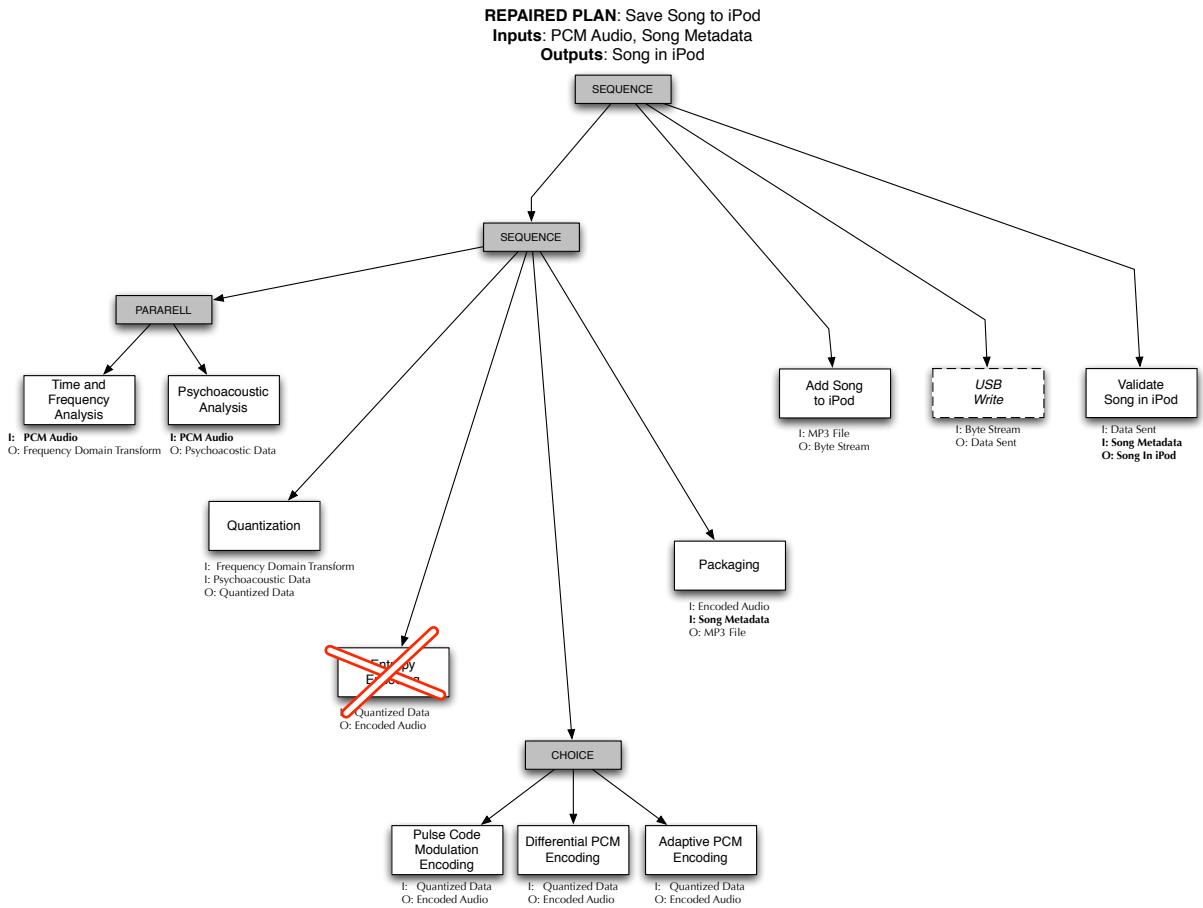 REPAIRED PLAN: Save Song to iPod
Inputs: PCM Audio, Song Metadata
Outputs: Song in iPod
SEQUENCE
SEQUENCE
PARARELL
Time and
Frequency
Analysis
I: PCM Audio
O: Frequency Domain Transform
Psychoacoustic
Analysis
I: PCM Audio
O: Psychoacostic Data
Add Song
to iPod
I: MP3 File
O: Byte Stream
USB
Write
I: Byte Stream
O: Data Sent
Validate
Song in iPod
I: Data Sent
I: Song Metadata
O: Song In iPod
Quantization
I: Frequency Domain Transform
I: Psychoacoustic Data
O: Quantized Data
Packaging
I: Encoded Audio
I: Song Metadata
O: MP3 File
Entropy
Encoding
I: Quantized Data
O: Encoded Audio
CHOICE
Pulse Code
Modulation
Encoding
I: Quantized Data
O: Encoded Audio
Differential PCM
Encoding
I: Quantized Data
O: Encoded Audio
Adaptive PCM
Encoding
I: Quantized Data
O: Encoded Audio